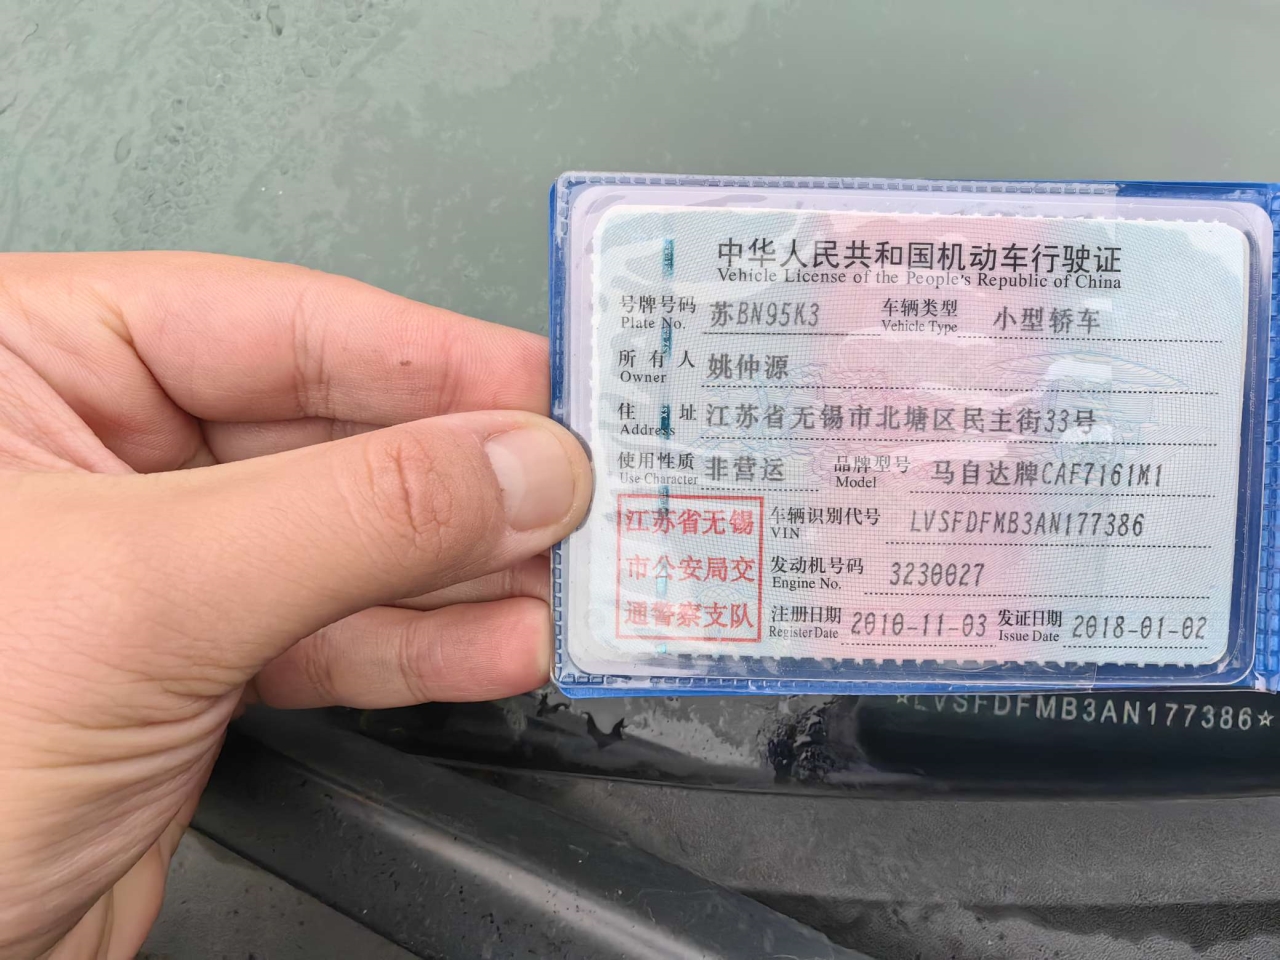 中华人民共和国机动车行驶证
Vehicle License of the People's Republic of China
号牌号码 苏BN95K3 车辆类型 小型轿车
Plate No. Vehicle Type
所有人 姚仲源
Owner
住址 江苏省无锡市北塘区民主街33号
Address
使用性质 非营运 品牌型号 马自达牌CAF7161M1
Use Character Model
江苏省无锡
市公安局交
通警察支队
车辆识别代号 LVSFDFMB3AN177386
VIN
发动机号码 3230027
Engine No.
注册日期 2010-11-03 发证日期 2018-01-02
Register Date Issue Date
★LVSFDFMB3AN177386☆